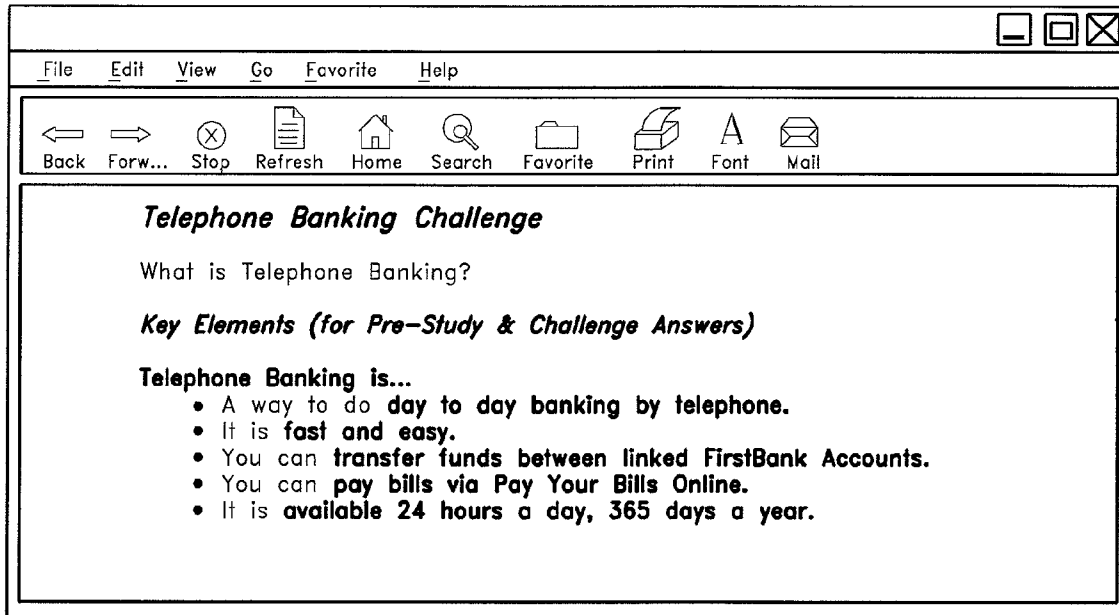 File Edit View Go Favorite Help
Back Forw... Stop Refresh Home Search Favorite Print Font Mail
Telephone Banking Challenge
What is Telephone Banking?
Key Elements (for Pre-Study & Challenge Answers)
Telephone Banking is...
• A way to do day to day banking by telephone.
• It is fast and easy.
• You can transfer funds between linked FirstBank Accounts.
• You can pay bills via Pay Your Bills Online.
• It is available 24 hours a day, 365 days a year.